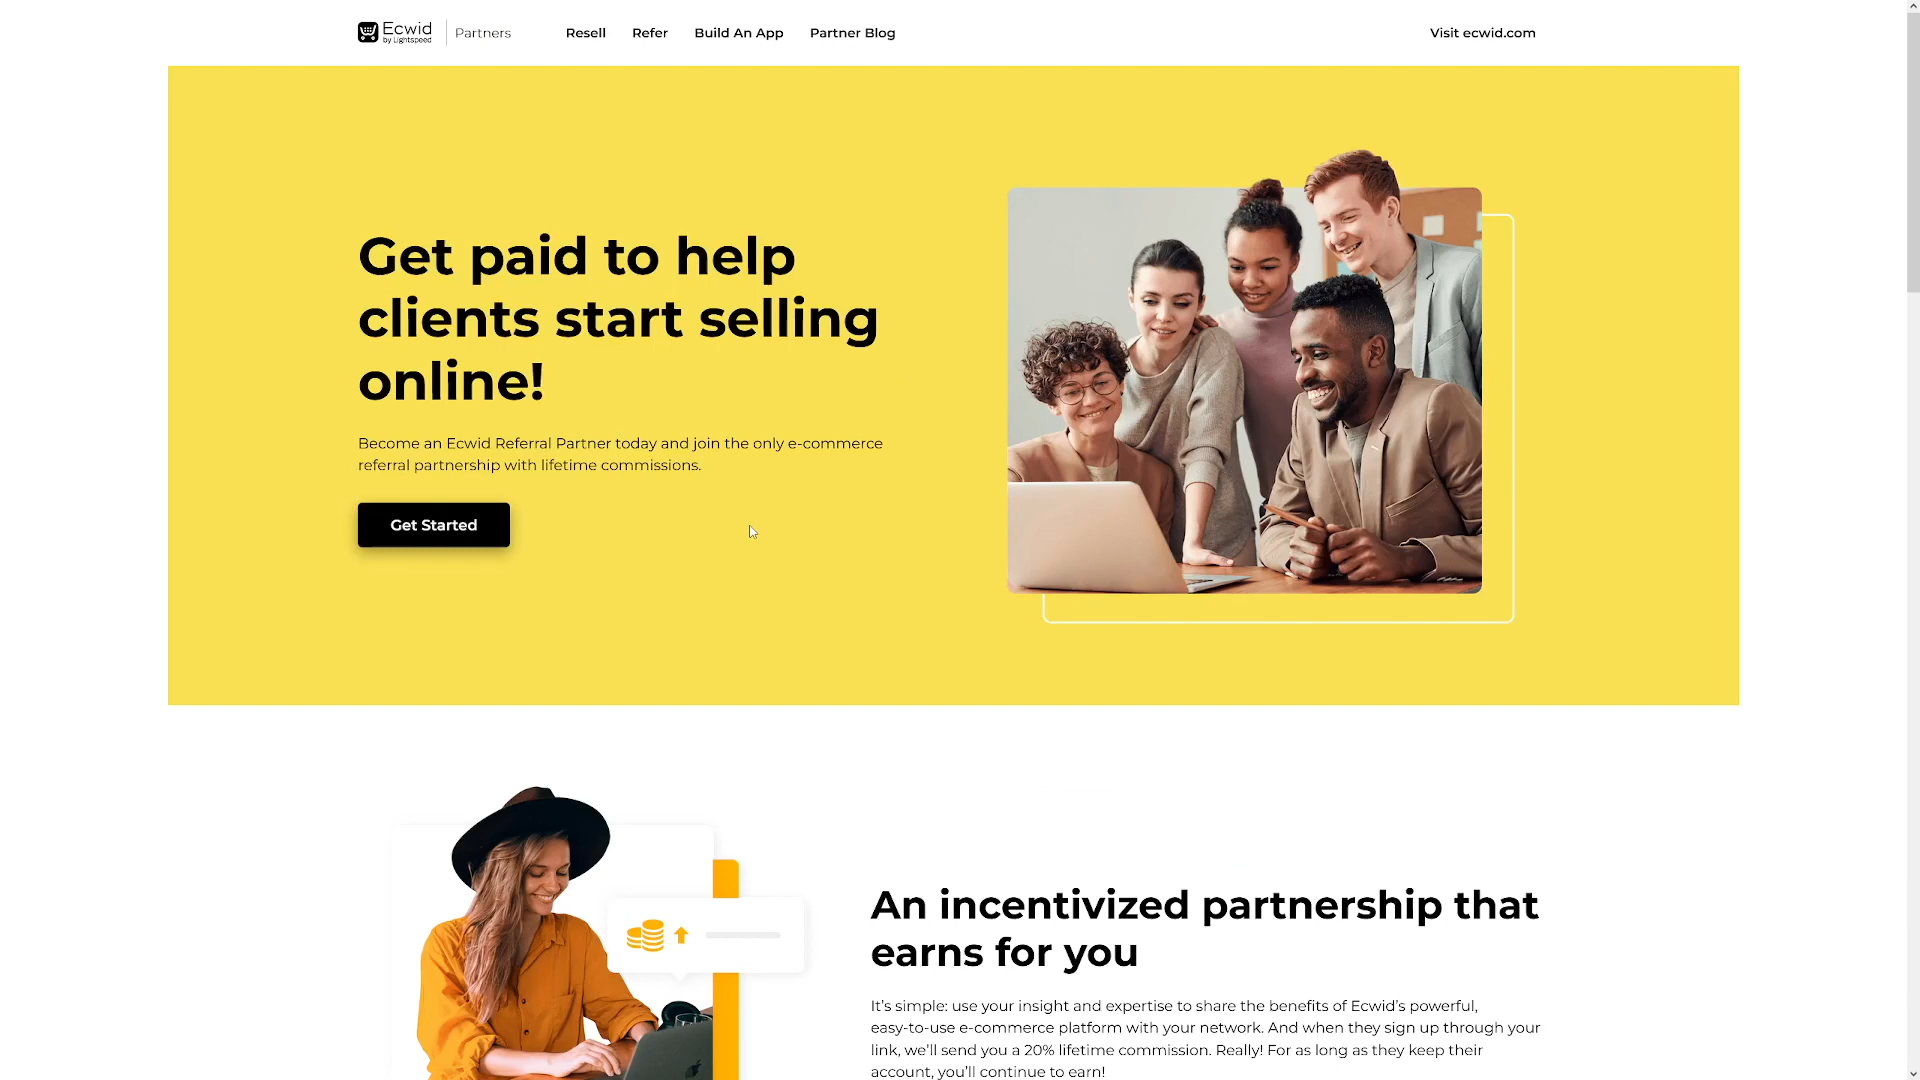 Ecwid
by Lightspeed
Partners
Resell
Refer
Build An App
Partner Blog
Visit ecwid.com
Get paid to help
clients start selling
online!
Become an Ecwid Referral Partner today and join the only e-commerce
referral partnership with lifetime commissions.
Get Started
An incentivized partnership that
earns for you
It’s simple: use your insight and expertise to share the benefits of Ecwid’s powerful,
easy-to-use e-commerce platform with your network. And when they sign up through your
link, we’ll send you a 20% lifetime commission. Really! For as long as they keep their
account, you’ll continue to earn!